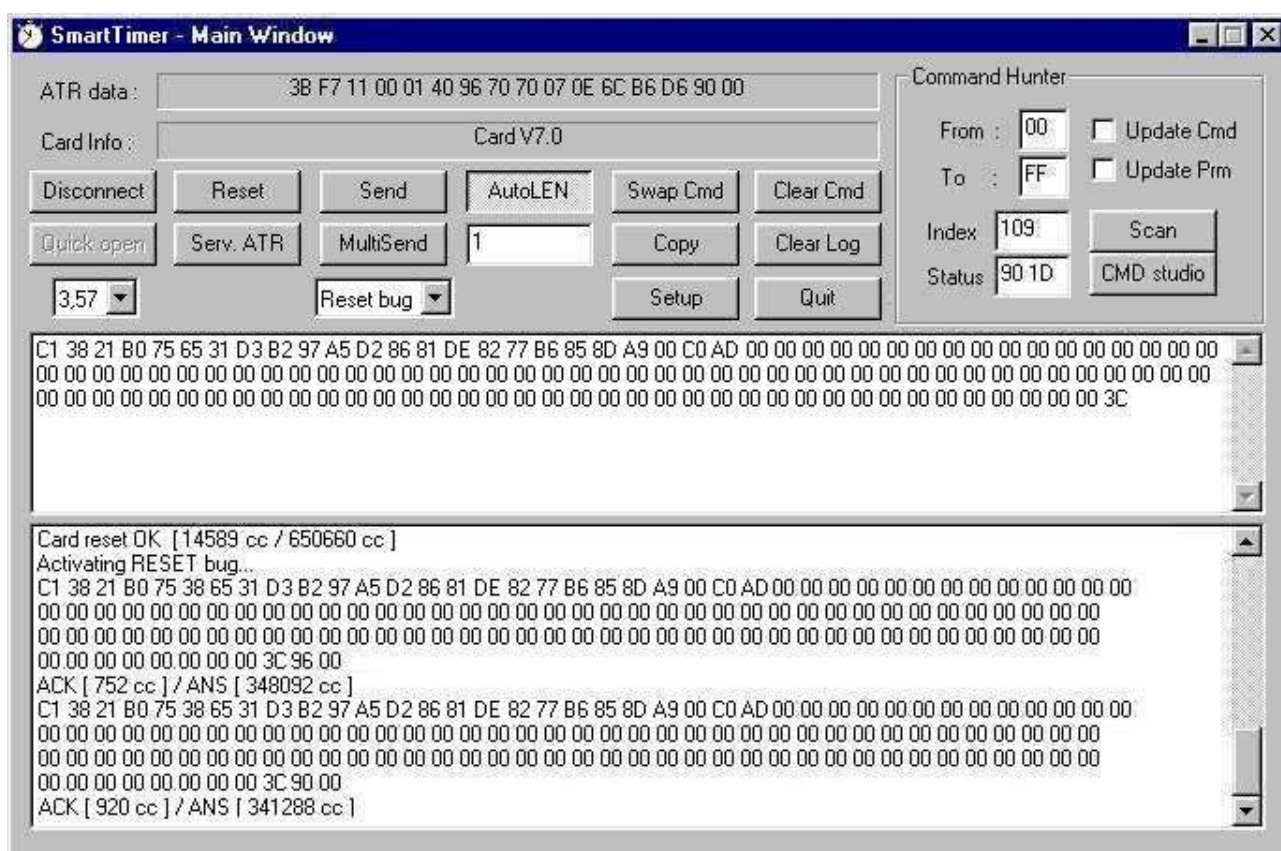 SmartTimer - Main Window
ATR data : 3B F7 11 00 01 40 96 70 70 07 0E 6C B6 D6 90 00
Card Info : Card V7.0
Command Hunter
From : 00 Update Cmd
To : FF Update Prm
Disconnect Reset Send AutoLEN Swap Cmd Clear Cmd
Index 109 Scan
Quick open Serv. ATR MultiSend 1 Copy Clear Log
Status 90 1D CMD studio
3,57 Reset bug Setup Quit
C1 38 21 B0 75 65 31 D3 B2 97 A5 D2 86 81 DE 82 77 B6 85 8D A9 00 C0 AD 00 00 00 00 00 00 00 00 00 00 00 00 00 00 00 00 00
00 00 00 00 00 00 00 00 00 00 00 00 00 00 00 00 00 00 00 00 00 00 00 00 00 00 00 00 00 00 00 00 00 00 00 00 00 00 00 00 00 00
00 00 00 00 00 00 00 00 00 00 00 00 00 00 00 00 00 00 00 00 00 00 00 00 00 00 00 00 00 00 00 00 00 00 00 00 00 00 3C
Card reset OK [ 14589 cc / 650660 cc ]
Activating RESET bug...
C1 38 21 B0 75 38 65 31 D3 B2 97 A5 D2 86 81 DE 82 77 B6 85 8D A9 00 C0 AD 00 00 00 00 00 00 00 00 00 00 00 00 00
00 00 00 00 00 00 00 00 00 00 00 00 00 00 00 00 00 00 00 00 00 00 00 00 00 00 00 00 00 00 00 00 00 00 00 00 00 00
00 00 00 00 00 00 00 00 00 00 00 00 00 00 00 00 00 00 00 00 00 00 00 00 00 00 00 00 00 00 00 00 00 00 00 00 00 00
00 00 00 00 00 00 00 00 3C 96 00
ACK [ 752 cc ] / ANS [ 348092 cc ]
C1 38 21 B0 75 38 65 31 D3 B2 97 A5 D2 86 81 DE 82 77 B6 85 8D A9 00 C0 AD 00 00 00 00 00 00 00 00 00 00 00 00 00
00 00 00 00 00 00 00 00 00 00 00 00 00 00 00 00 00 00 00 00 00 00 00 00 00 00 00 00 00 00 00 00 00 00 00 00 00 00
00 00 00 00 00 00 00 00 00 00 00 00 00 00 00 00 00 00 00 00 00 00 00 00 00 00 00 00 00 00 00 00 00 00 00 00 00 00
00 00 00 00 00 00 00 00 3C 90 00
ACK [ 920 cc ] / ANS [ 341288 cc ]